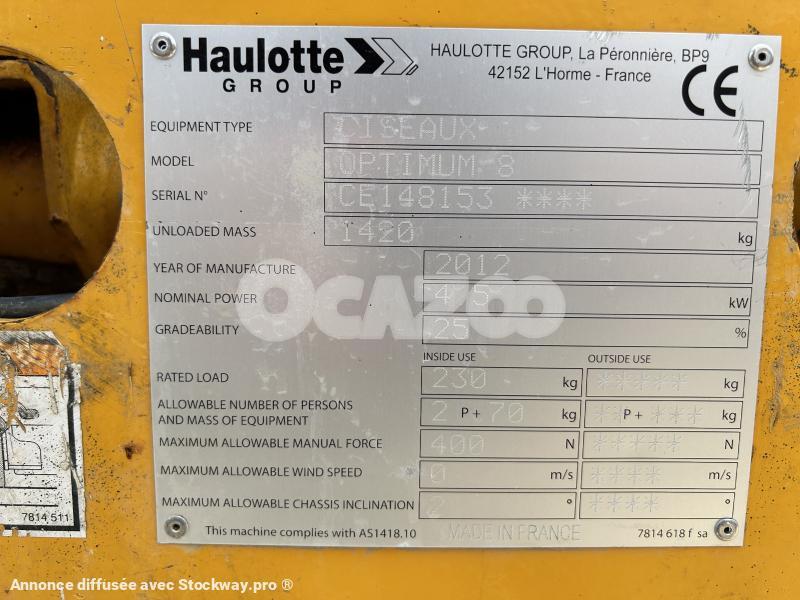 Haulotte
GROUP
HAULOTTE GROUP, La Péronnière, BP9
42152 L'Horme - France
CE
EQUIPMENT TYPE CISEAUX
MODEL OPTIMUM 8
SERIAL N° CE148153 ****
UNLOADED MASS 1420 kg
YEAR OF MANUFACTURE 2012
NOMINAL POWER kW
GRADEABILITY 25 %
INSIDE USE OUTSIDE USE
RATED LOAD 230 kg ***** kg
ALLOWABLE NUMBER OF PERSONS
AND MASS OF EQUIPMENT 2 P + 70 kg ** P + *** kg
MAXIMUM ALLOWABLE MANUAL FORCE 400 N ***** N
MAXIMUM ALLOWABLE WIND SPEED 0 m/s **** m/s
MAXIMUM ALLOWABLE CHASSIS INCLINATION 2 ° **** °
This machine complies with AS1418.10 MADE IN FRANCE 7814 618 f sa
7814 511
OCAZOO
Annonce diffusée avec Stockway.pro ®